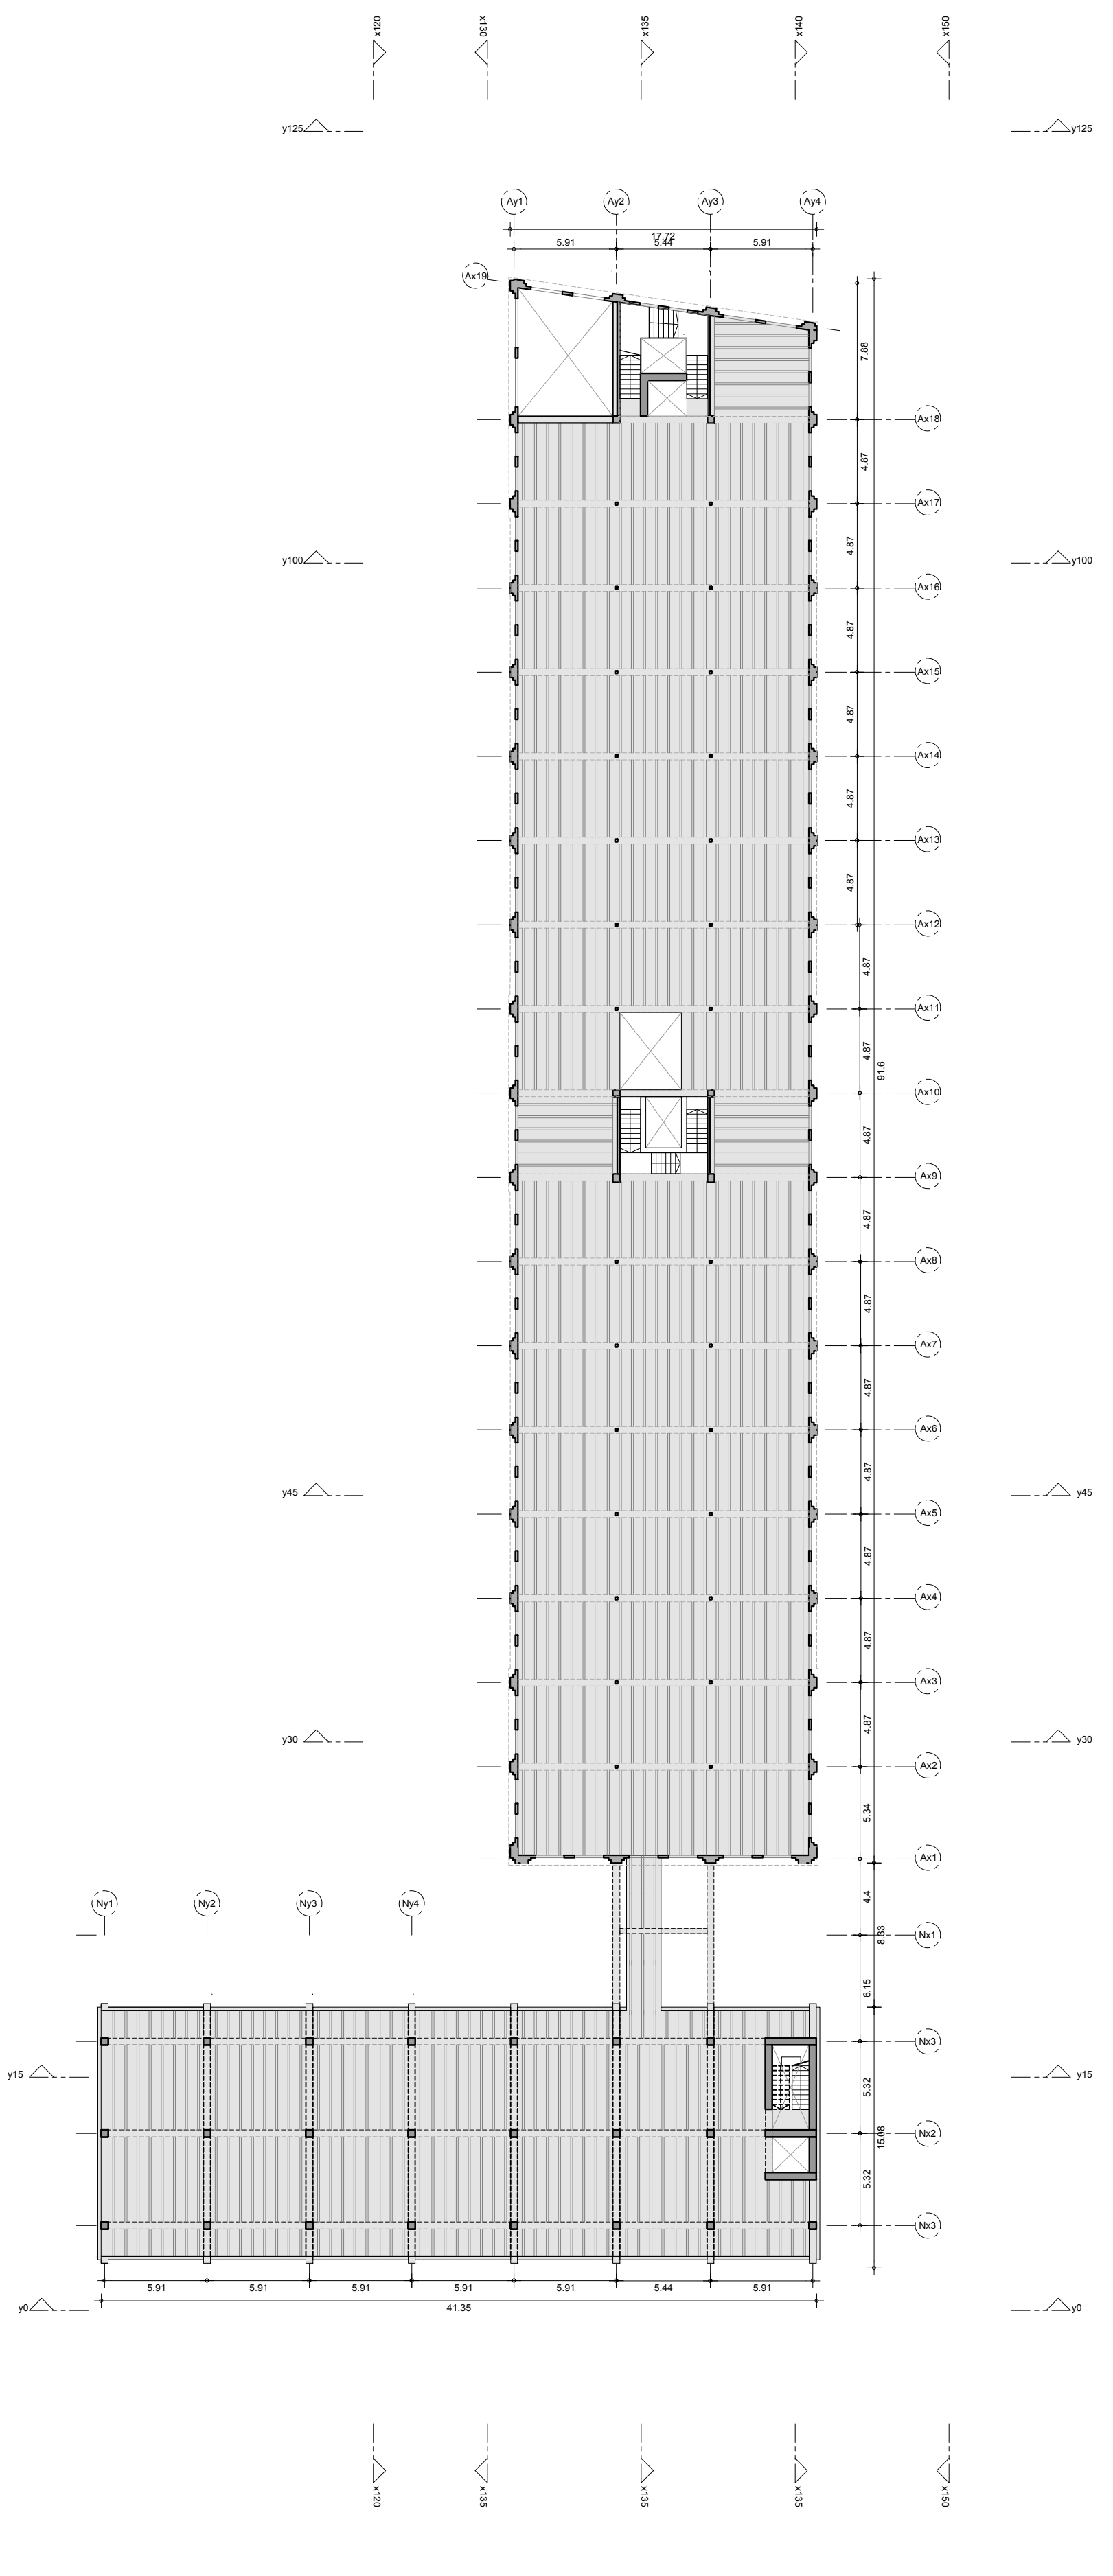 x120
x130
x135
x140
x150
y125
y125
Ay1
Ay2
Ay3
Ay4
17.72
5.91
5.44
5.91
Ax19
7.88
Ax18
4.87
Ax17
y100
y100
4.87
Ax16
4.87
Ax15
4.87
Ax14
4.87
Ax13
4.87
Ax12
4.87
Ax11
4.87
91.6
Ax10
4.87
Ax9
4.87
Ax8
4.87
Ax7
4.87
Ax6
4.87
y45
y45
Ax5
4.87
Ax4
4.87
Ax3
4.87
y30
y30
Ax2
5.34
Ax1
4.4
Ny1
Ny2
Ny3
Ny4
8.33
Nx1
6.15
Nx3
y15
y15
5.32
15.08
Nx2
5.32
Nx3
5.91
5.91
5.91
5.91
5.91
5.44
5.91
y0
41.35
y0
x120
x135
x135
x135
x150